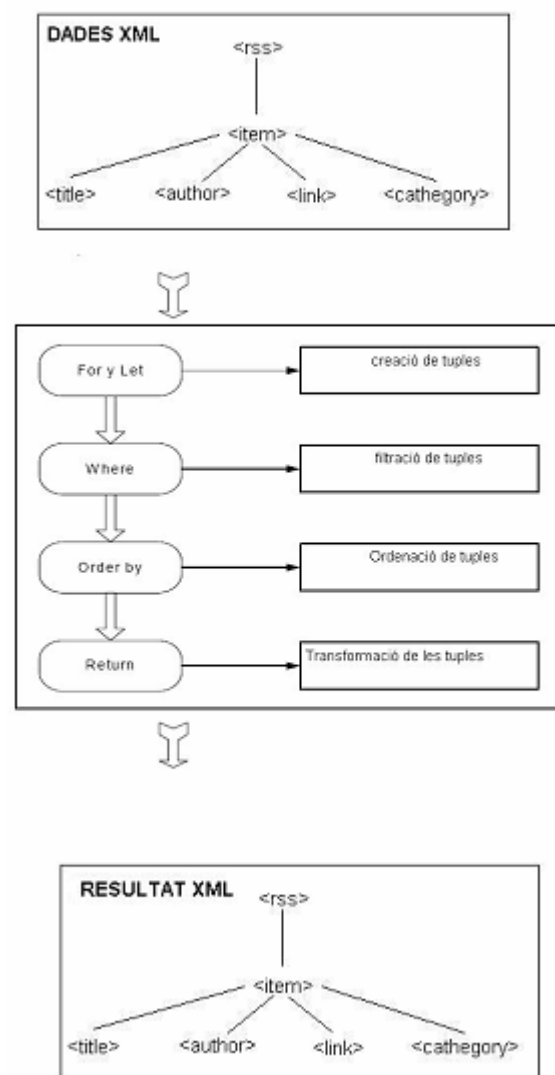 DADES XML
<rss>
<item>
<title> <author> <link> <cathegory>
For y Let creació de tuples
Where filtració de tuples
Order by Ordenació de tuples
Return Transformació de les tuples
RESULTAT XML
<rss>
<item>
<title> <author> <link> <cathegory>